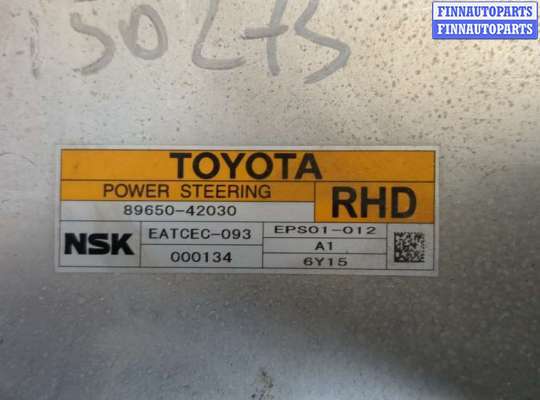 FINNAUTOPARTS
FINNAUTOPARTS
TOYOTA
POWER STEERING
RHD
89650-42030
NSK
EATCEC-093
EPS01-012
A1
000134
6Y15